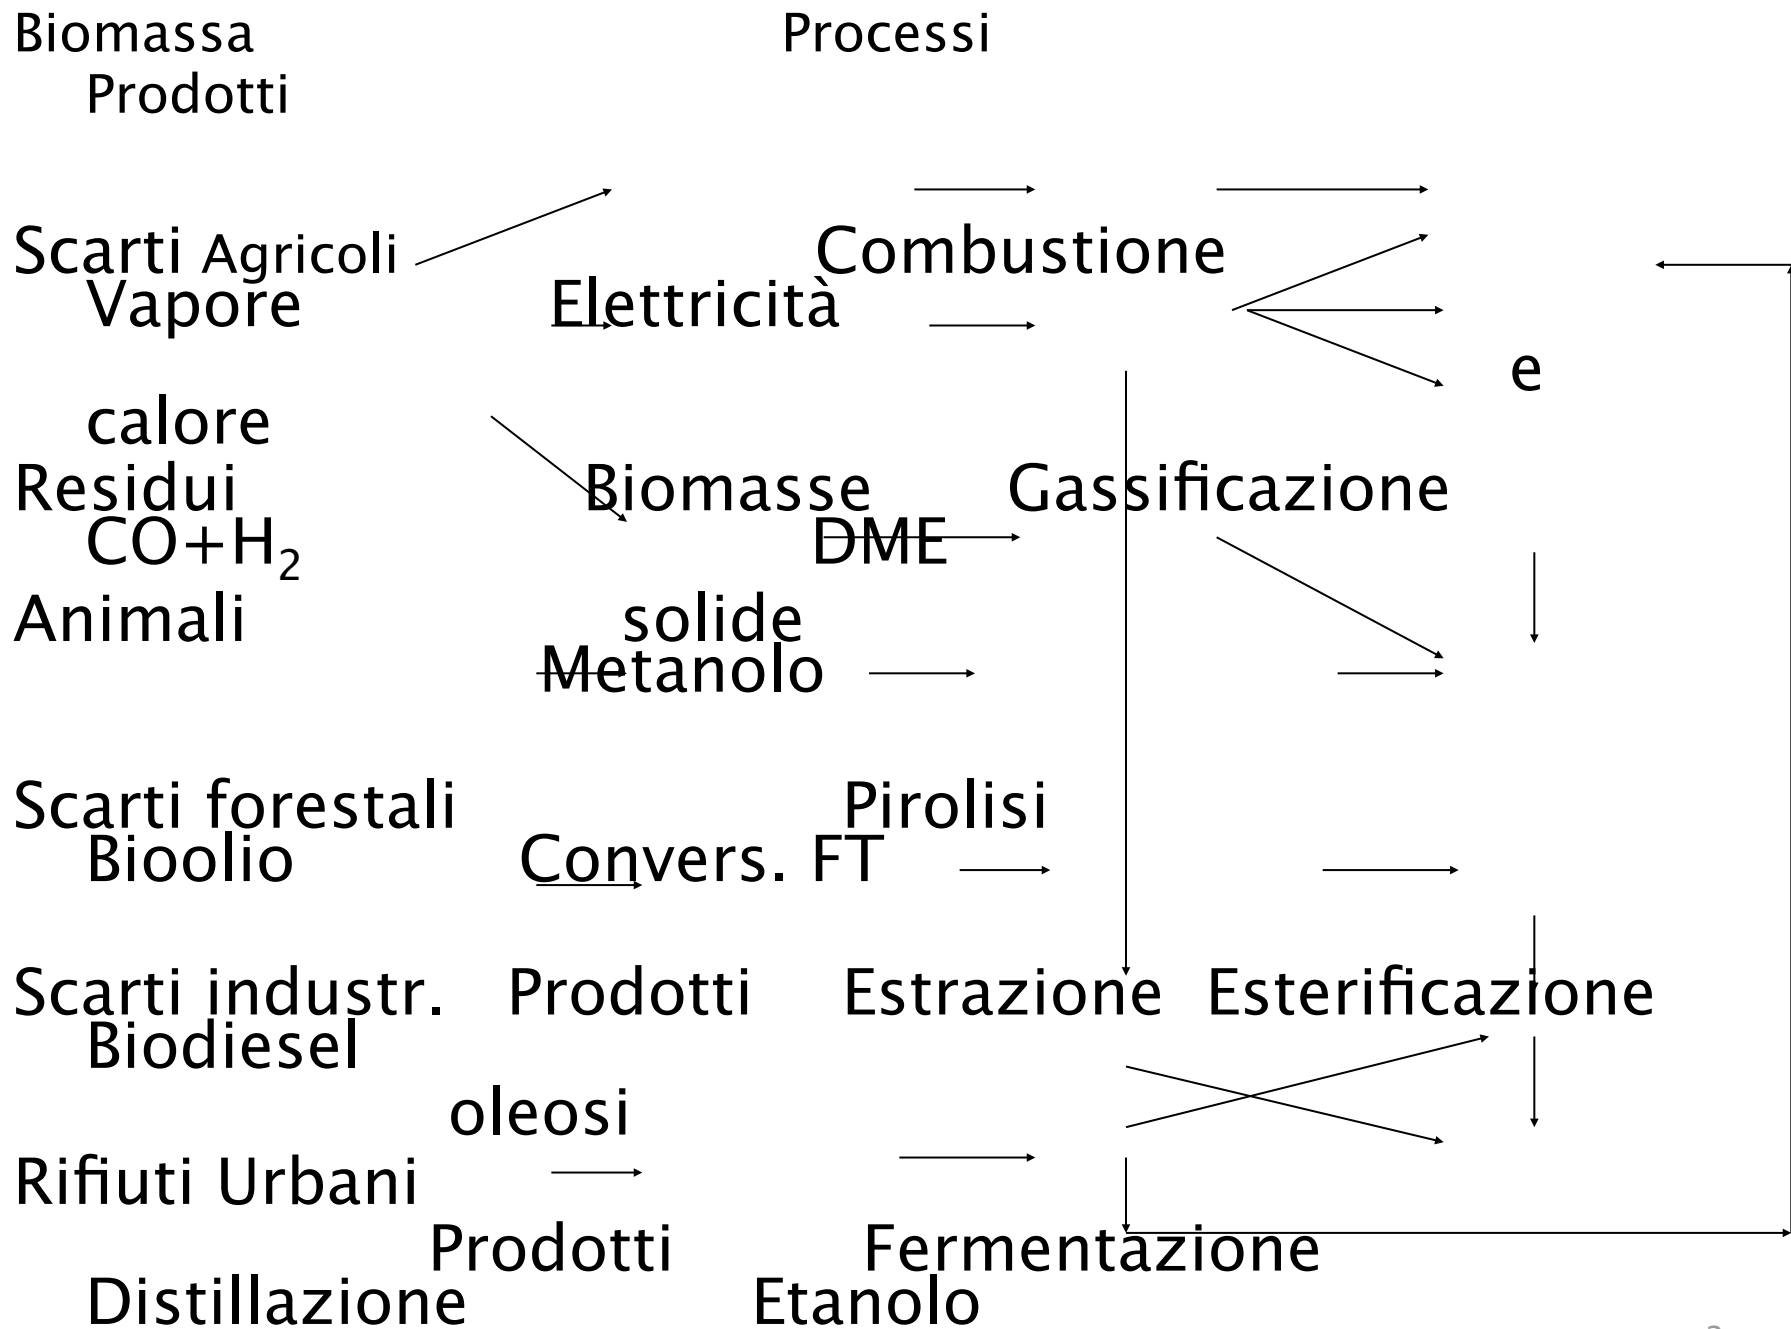 Biomassa Processi
Prodotti
Scarti Agricoli Combustione
Vapore Elettricità
e
calore
Residui Biomasse Gassificazione
CO+H₂ DME
Animali solide
Metanolo
Scarti forestali Pirolisi
Bioolio Convers. FT
Scarti industr. Prodotti Estrazione Esterificazione
Biodiesel
oleosi
Rifiuti Urbani
Prodotti Fermentazione
Distillazione Etanolo